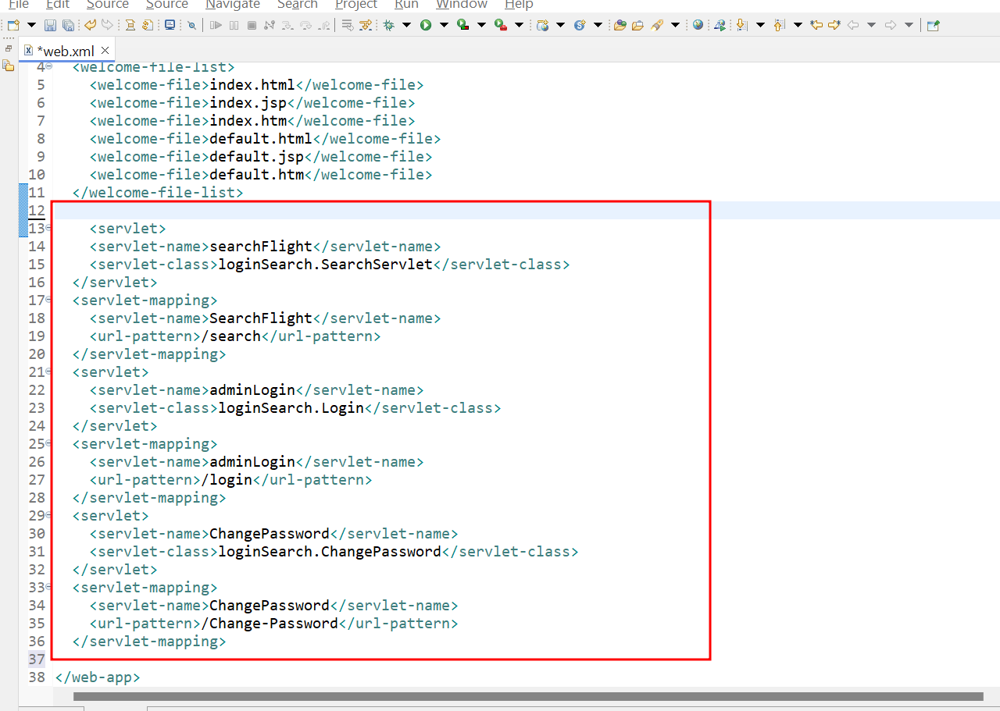 File Edit Source Source Navigate Search Project Run Window Help
*web.xml
4 <welcome-file-list>
5 <welcome-file>index.html</welcome-file>
6 <welcome-file>index.jsp</welcome-file>
7 <welcome-file>index.htm</welcome-file>
8 <welcome-file>default.html</welcome-file>
9 <welcome-file>default.jsp</welcome-file>
10 <welcome-file>default.htm</welcome-file>
11 </welcome-file-list>
12
13 <servlet>
14 <servlet-name>searchFlight</servlet-name>
15 <servlet-class>loginSearch.SearchServlet</servlet-class>
16 </servlet>
17 <servlet-mapping>
18 <servlet-name>SearchFlight</servlet-name>
19 <url-pattern>/search</url-pattern>
20 </servlet-mapping>
21 <servlet>
22 <servlet-name>adminLogin</servlet-name>
23 <servlet-class>loginSearch.Login</servlet-class>
24 </servlet>
25 <servlet-mapping>
26 <servlet-name>adminLogin</servlet-name>
27 <url-pattern>/login</url-pattern>
28 </servlet-mapping>
29 <servlet>
30 <servlet-name>ChangePassword</servlet-name>
31 <servlet-class>loginSearch.ChangePassword</servlet-class>
32 </servlet>
33 <servlet-mapping>
34 <servlet-name>ChangePassword</servlet-name>
35 <url-pattern>/Change-Password</url-pattern>
36 </servlet-mapping>
37
38 </web-app>